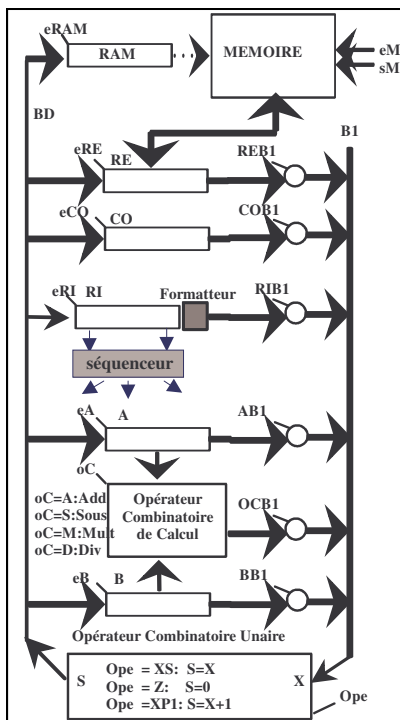 eRAM
RAM
MEMOIRE
eM
sM
BD
B1
eRE
RE
REB1
eCO
CO
COB1
eRI RI
Formatteur
RIB1
séquenceur
eA
A
AB1
oC
oC=A:Add
oC=S:Sous
oC=M:Mult
oC=D:Div
Opérateur
Combinatoire
de Calcul
OCB1
eB
B
BB1
Opérateur Combinatoire Unaire
S
Ope = XS: S=X
Ope = Z: S=0
Ope =XP1: S=X+1
X
Ope